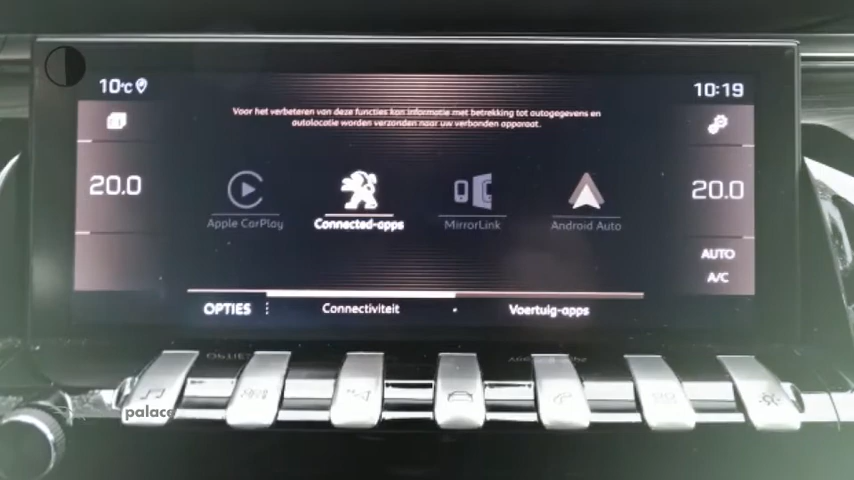 10°C
10:19
Voor het verbeteren van deze functies kan informatie met betrekking tot autogegevens en
autolocatie worden verzonden naar uw verbonden apparaat.
20.0
20.0
Apple CarPlay
Connected-apps
MirrorLink
Android Auto
AUTO
A/C
OPTIES
Connectiviteit
Voertuig-apps
palace